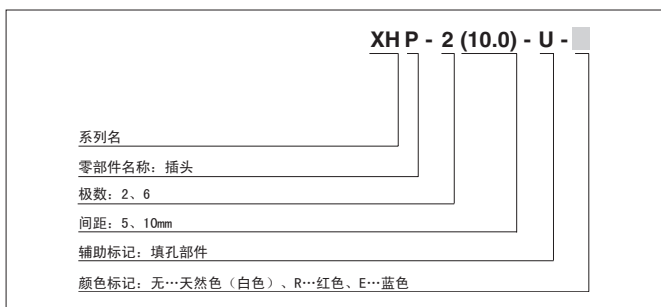 XH P - 2 (10.0) - U -
系列名
零部件名称：插头
极数：2、6
间距：5、10mm
辅助标记：填孔部件
颜色标记：无…天然色（白色）、R…红色、E…蓝色